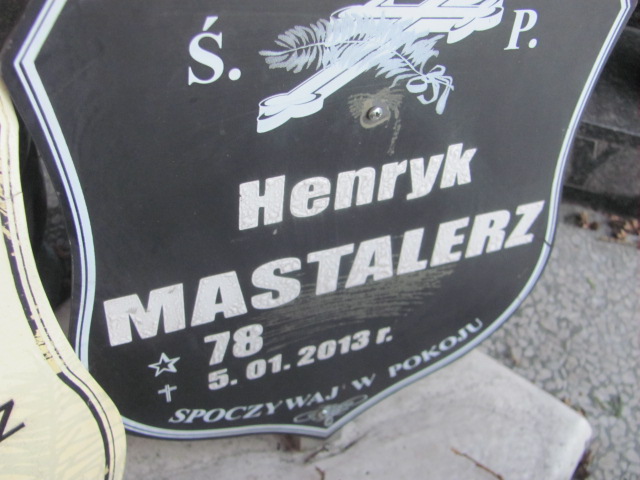 Ś. P.
Henryk
MASTALERZ
78
5. 01. 2013 r.
SPOCZYWAJ W POKOJU